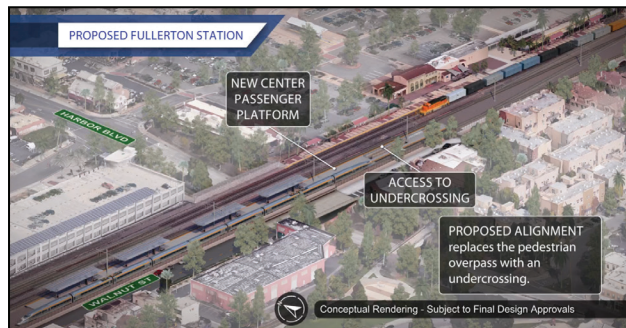 PROPOSED FULLERTON STATION
NEW CENTER
PASSENGER
PLATFORM
HARBOR BLVD
ACCESS TO
UNDERCROSSING
PROPOSED ALIGNMENT
replaces the pedestrian
overpass with an
undercrossing.
WALNUT ST
Conceptual Rendering - Subject to Final Design Approvals